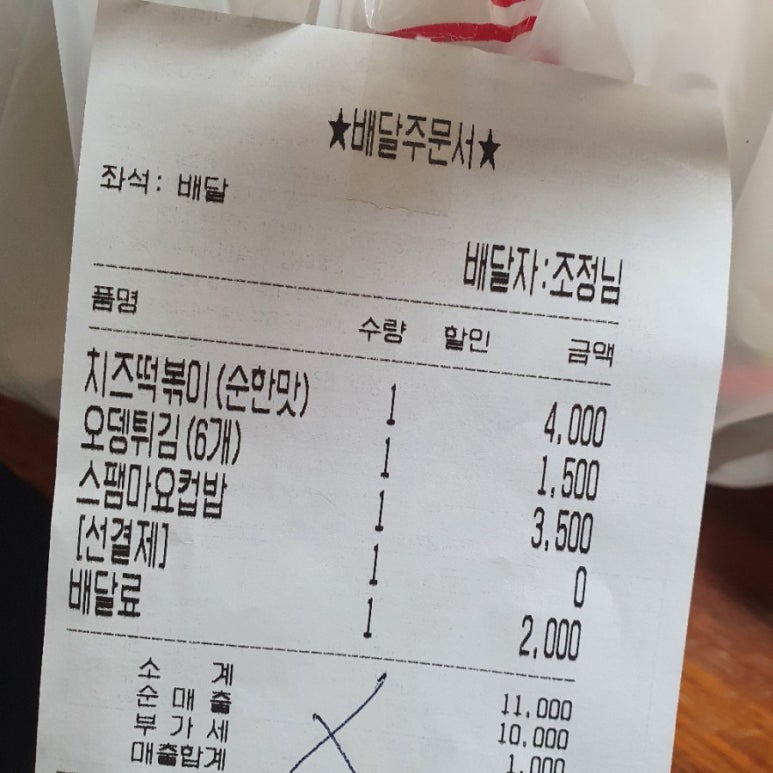 ★배달주문서★
좌석: 배달
배달자:조정님
품명 수량 할인 금액
치즈떡볶이(순한맛) 1 4,000
오뎅튀김(6개) 1 1,500
스팸마요컵밥 1 3,500
[선결제] 1 0
배달료 1 2,000
소 계 11,000
순 매 출 10,000
부 가 세 1,000
매출합계